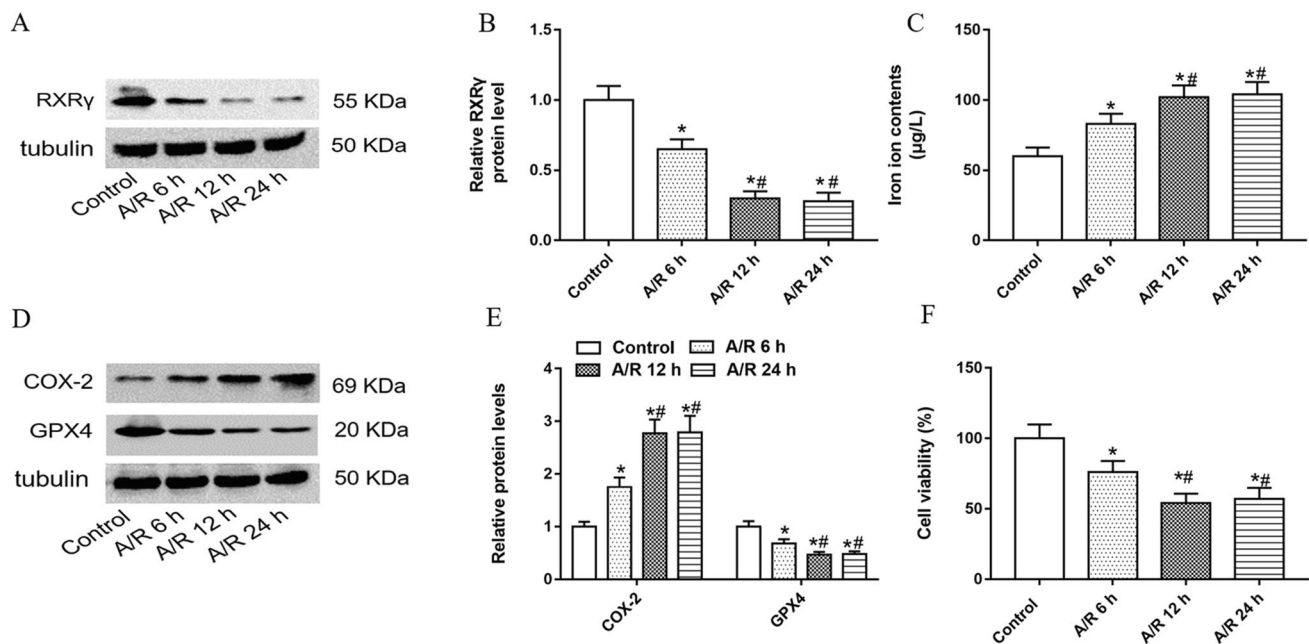 A
RXRγ
55 KDa
tubulin
50 KDa
Control
A/R 6 h
A/R 12 h
A/R 24 h
B
Relative RXRγ
protein level
1.5
1.0
0.5
0.0
*
*#
*#
Control
A/R 6 h
A/R 12 h
A/R 24 h
C
Iron ion contents
(μg/L)
150
100
50
0
*
*#
*#
Control
A/R 6 h
A/R 12 h
A/R 24 h
D
COX-2
69 KDa
GPX4
20 KDa
tubulin
50 KDa
Control
A/R 6 h
A/R 12 h
A/R 24 h
E
Control
A/R 6 h
A/R 12 h
A/R 24 h
Relative protein levels
4
3
2
1
0
*
*#
*#
*
*#
*#
COX-2
GPX4
F
Cell viability (%)
150
100
50
0
*
*#
*#
Control
A/R 6 h
A/R 12 h
A/R 24 h